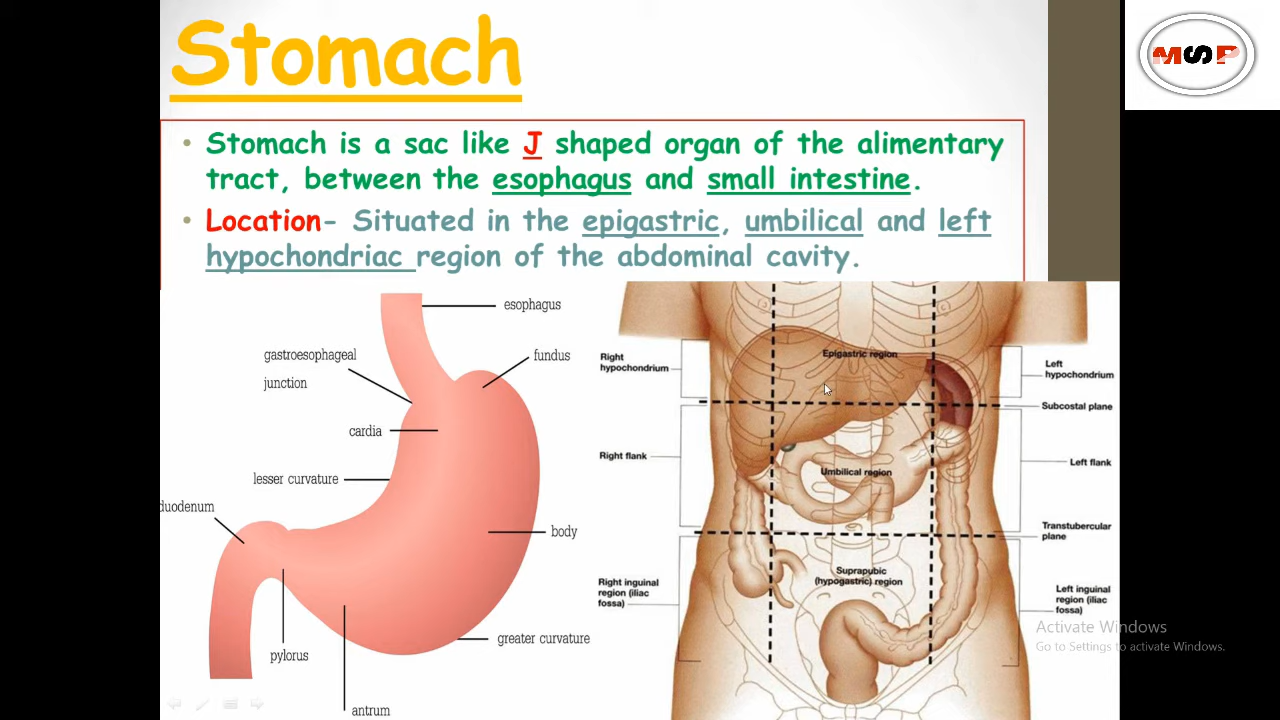 Stomach
MSP
• Stomach is a sac like J shaped organ of the alimentary
tract, between the esophagus and small intestine.
• Location- Situated in the epigastric, umbilical and left
hypochondriac region of the abdominal cavity.
esophagus
gastroesophageal
junction
fundus
cardia
lesser curvature
duodenum
body
greater curvature
pylorus
antrum
Epigastric region
Right
hypochondrium
Left
hypochondrium
Subcostal plane
Right flank
Umbilical region
Left flank
Transtubercular
plane
Suprapubic
(hypogastric) region
Right inguinal
region (iliac
fossa)
Left inguinal
region (iliac
fossa)
Activate Windows
Go to Settings to activate Windows.